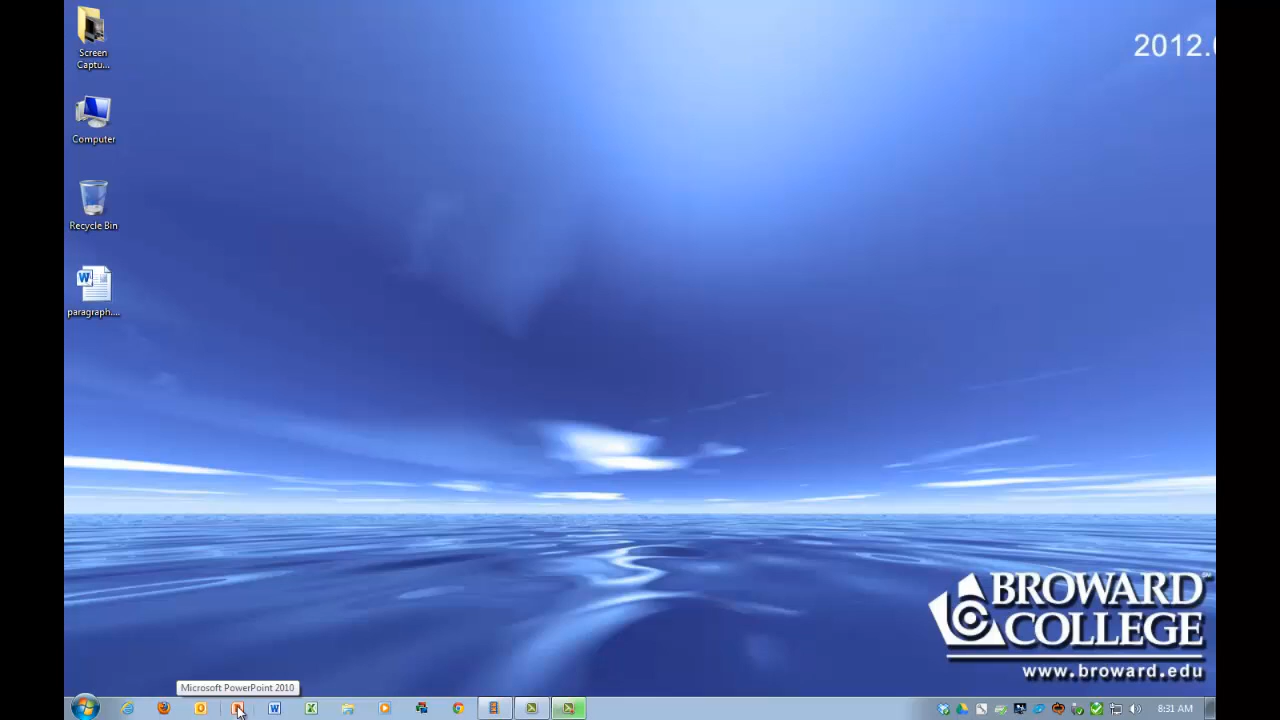 Screen
Captu...
2012.
Computer
Recycle Bin
paragraph....
BROWARD
COLLEGE
www.broward.edu
Microsoft PowerPoint 2010
8:31 AM